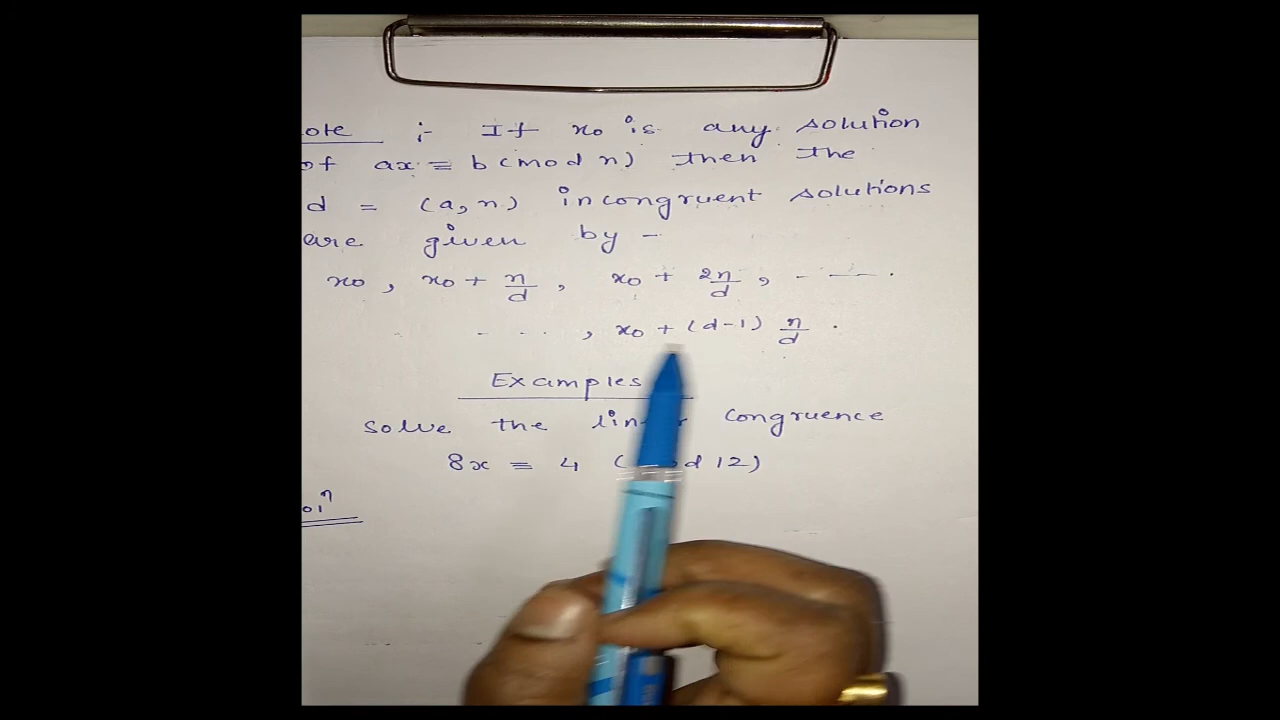 ote :- If x₀ is any solution
of ax ≡ b (mod n) then the
d = (a, n) incongruent solutions
are given by -
x₀ , x₀ + n/d , x₀ + 2n/d , - ---- .
- - ... , x₀ + (d-1) n/d .
Examples
solve the congruence
8x ≡ 4 ( d 12)
olⁿ